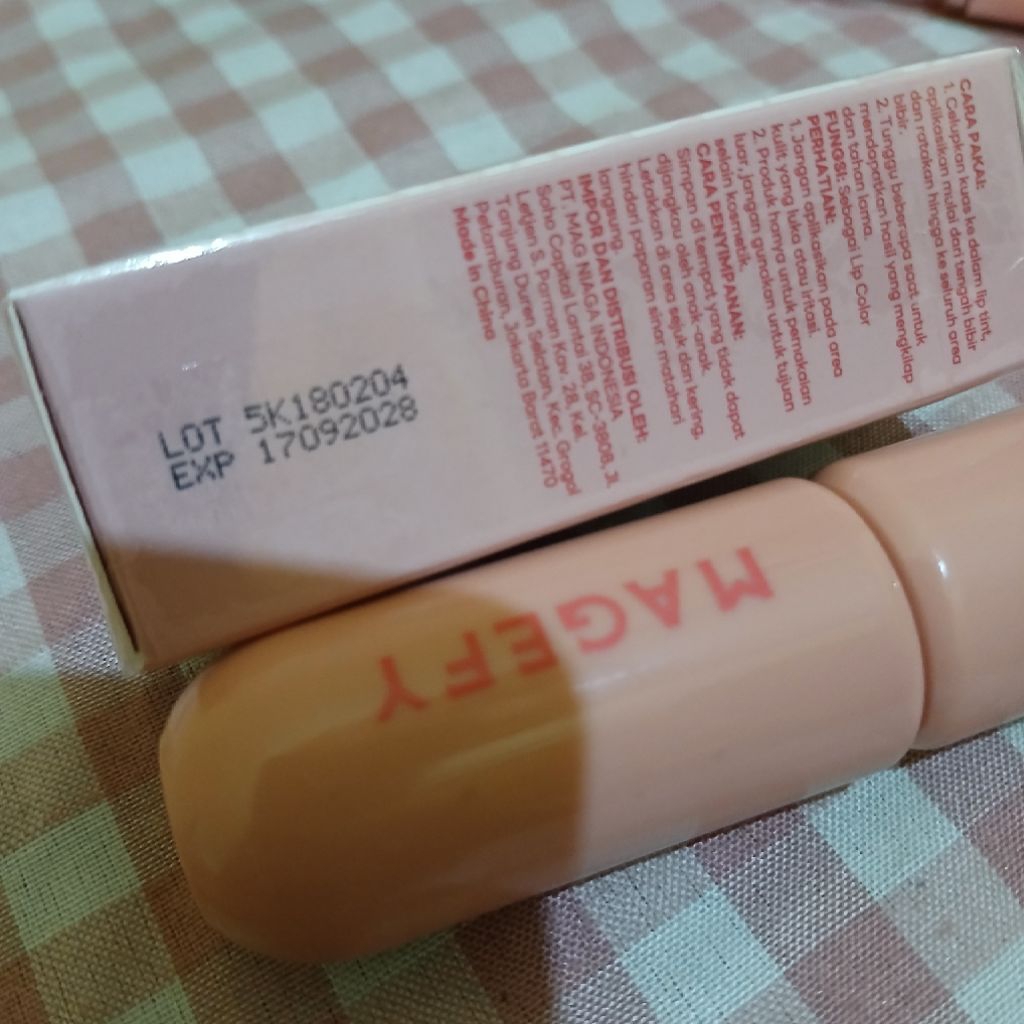 CARA PAKAI:
1. Celupkan kuas ke dalam lip tint,
aplikasikan mulai dari tengah bibir
dan ratakan hingga ke seluruh area
bibir.
2. Tunggu beberapa saat untuk
mendapatkan hasil yang mengkilap
dan tahan lama.
FUNGSI: Sebagai Lip Color
PERHATIAN:
1. Jangan aplikasikan pada area
kulit yang luka atau iritasi.
2. Produk hanya untuk pemakaian
luar, jangan gunakan untuk tujuan
selain kosmetik.
CARA PENYIMPANAN:
Simpan di tempat yang tidak dapat
dijangkau oleh anak-anak.
Letakkan di area sejuk dan kering,
hindari paparan sinar matahari
langsung.
IMPOR DAN DISTRIBUSI OLEH:
PT. MAG NIAGA INDONESIA
Soho Capital Lantai 38, SC-3808, Jl.
Letjen S. Parman Kav. 28, Kel.
Tanjung Duren Selatan, Kec. Grogol
Petamburan, Jakarta Barat 11470
Made in China
LOT 5K180204
EXP 17092028
MAGEFY